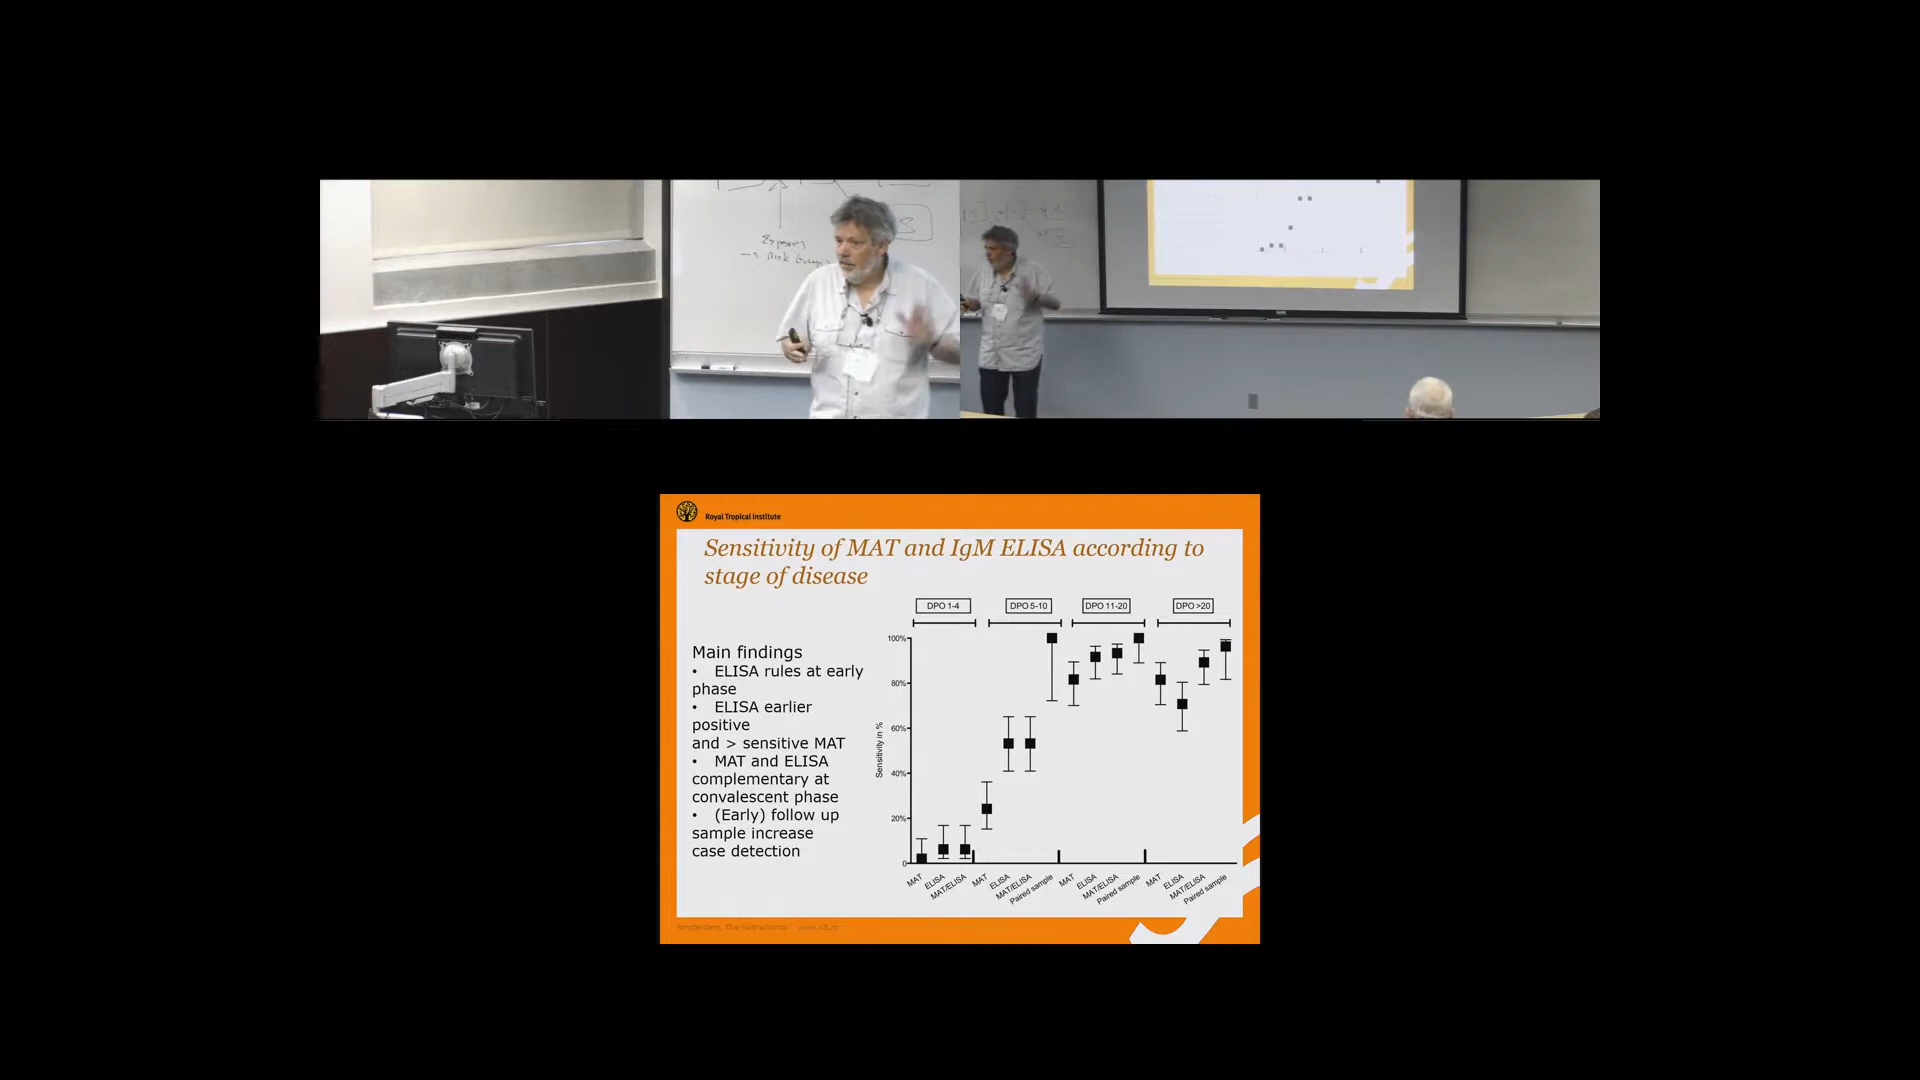 Exposure
→ Risk
Royal Tropical Institute
Sensitivity of MAT and IgM ELISA according to
stage of disease
DPO 1-4 DPO 5-10 DPO 11-20 DPO >20
Main findings
• ELISA rules at early
phase
• ELISA earlier
positive
and > sensitive MAT
• MAT and ELISA
complementary at
convalescent phase
• (Early) follow up
sample increase
case detection
Sensitivity in %
100%
80%
60%
40%
20%
0
MAT ELISA MAT/ELISA MAT ELISA MAT/ELISA Paired sample MAT ELISA MAT/ELISA Paired sample MAT ELISA MAT/ELISA Paired sample
Amsterdam, The Netherlands www.kit.nl